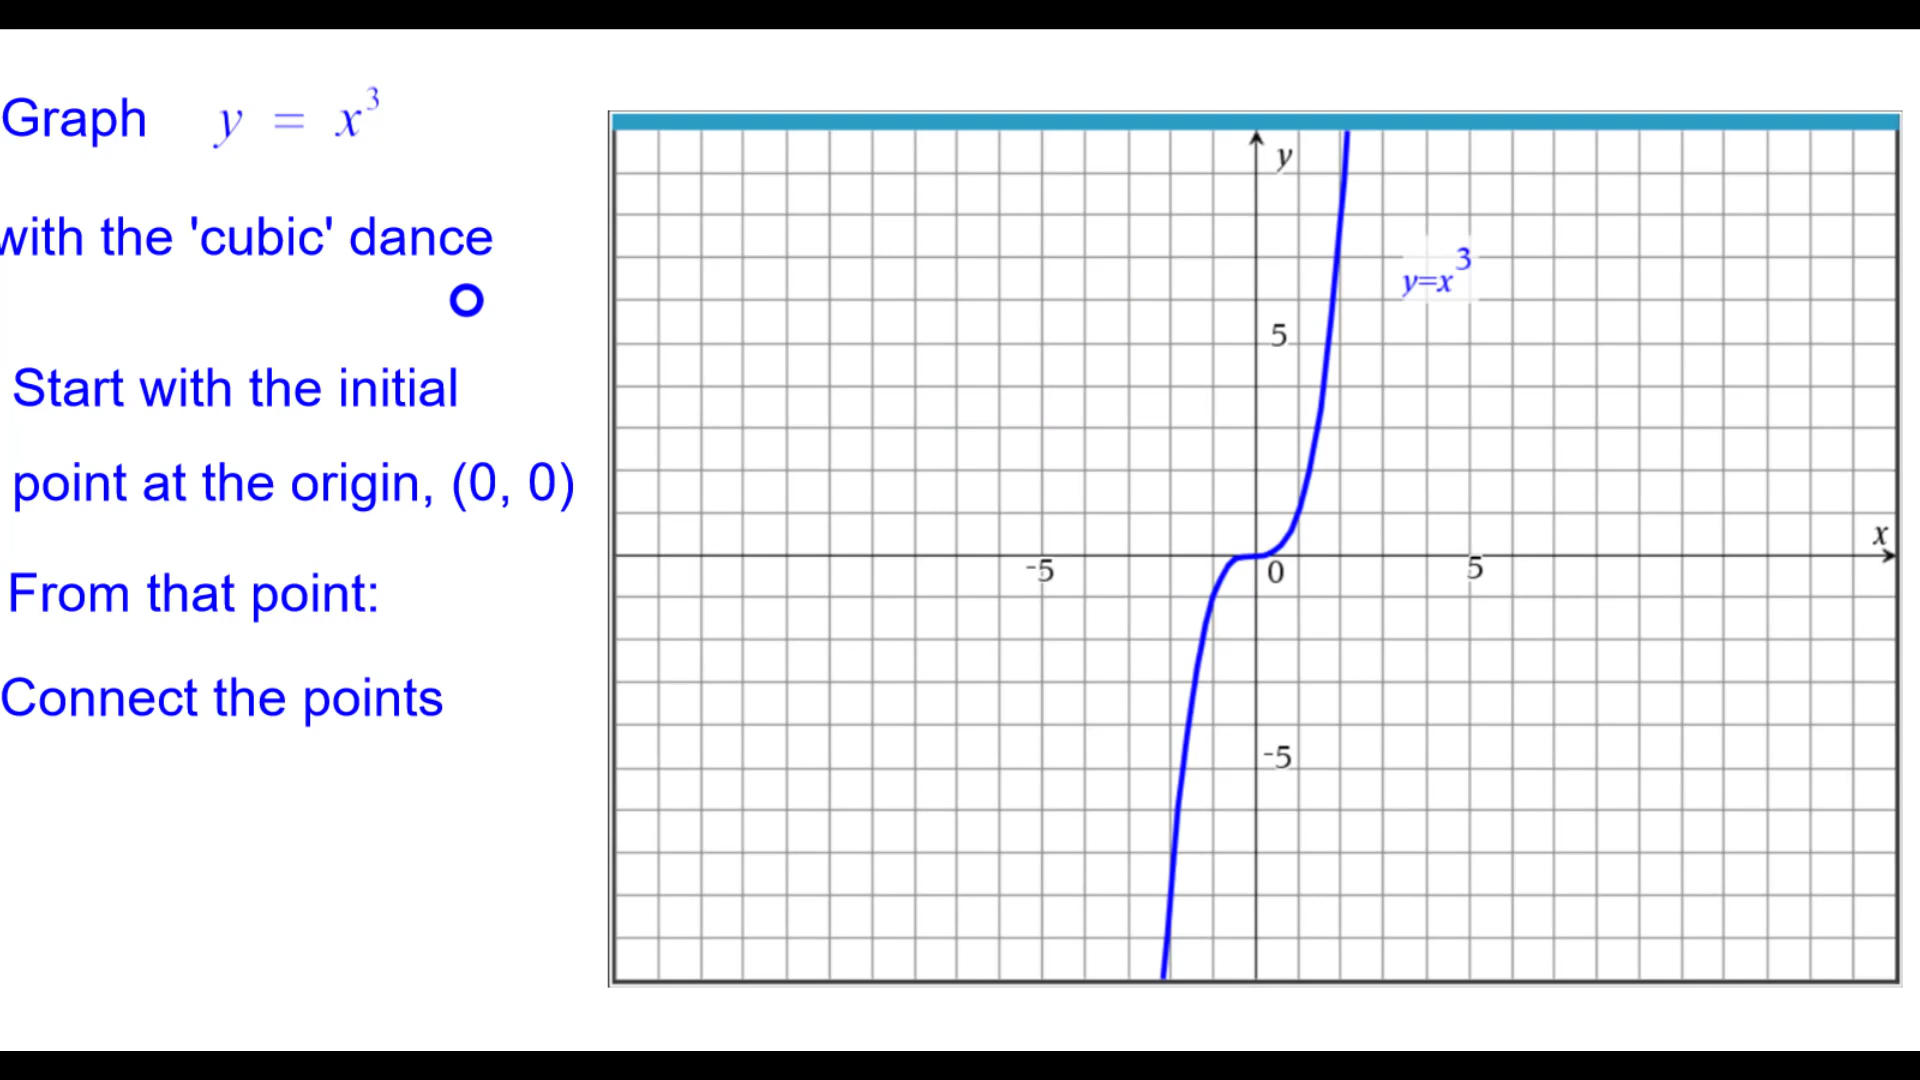 Graph y = x³
with the 'cubic' dance
Start with the initial
point at the origin, (0, 0)
From that point:
Connect the points
y
y=x³
5
x
-5 0 5
-5